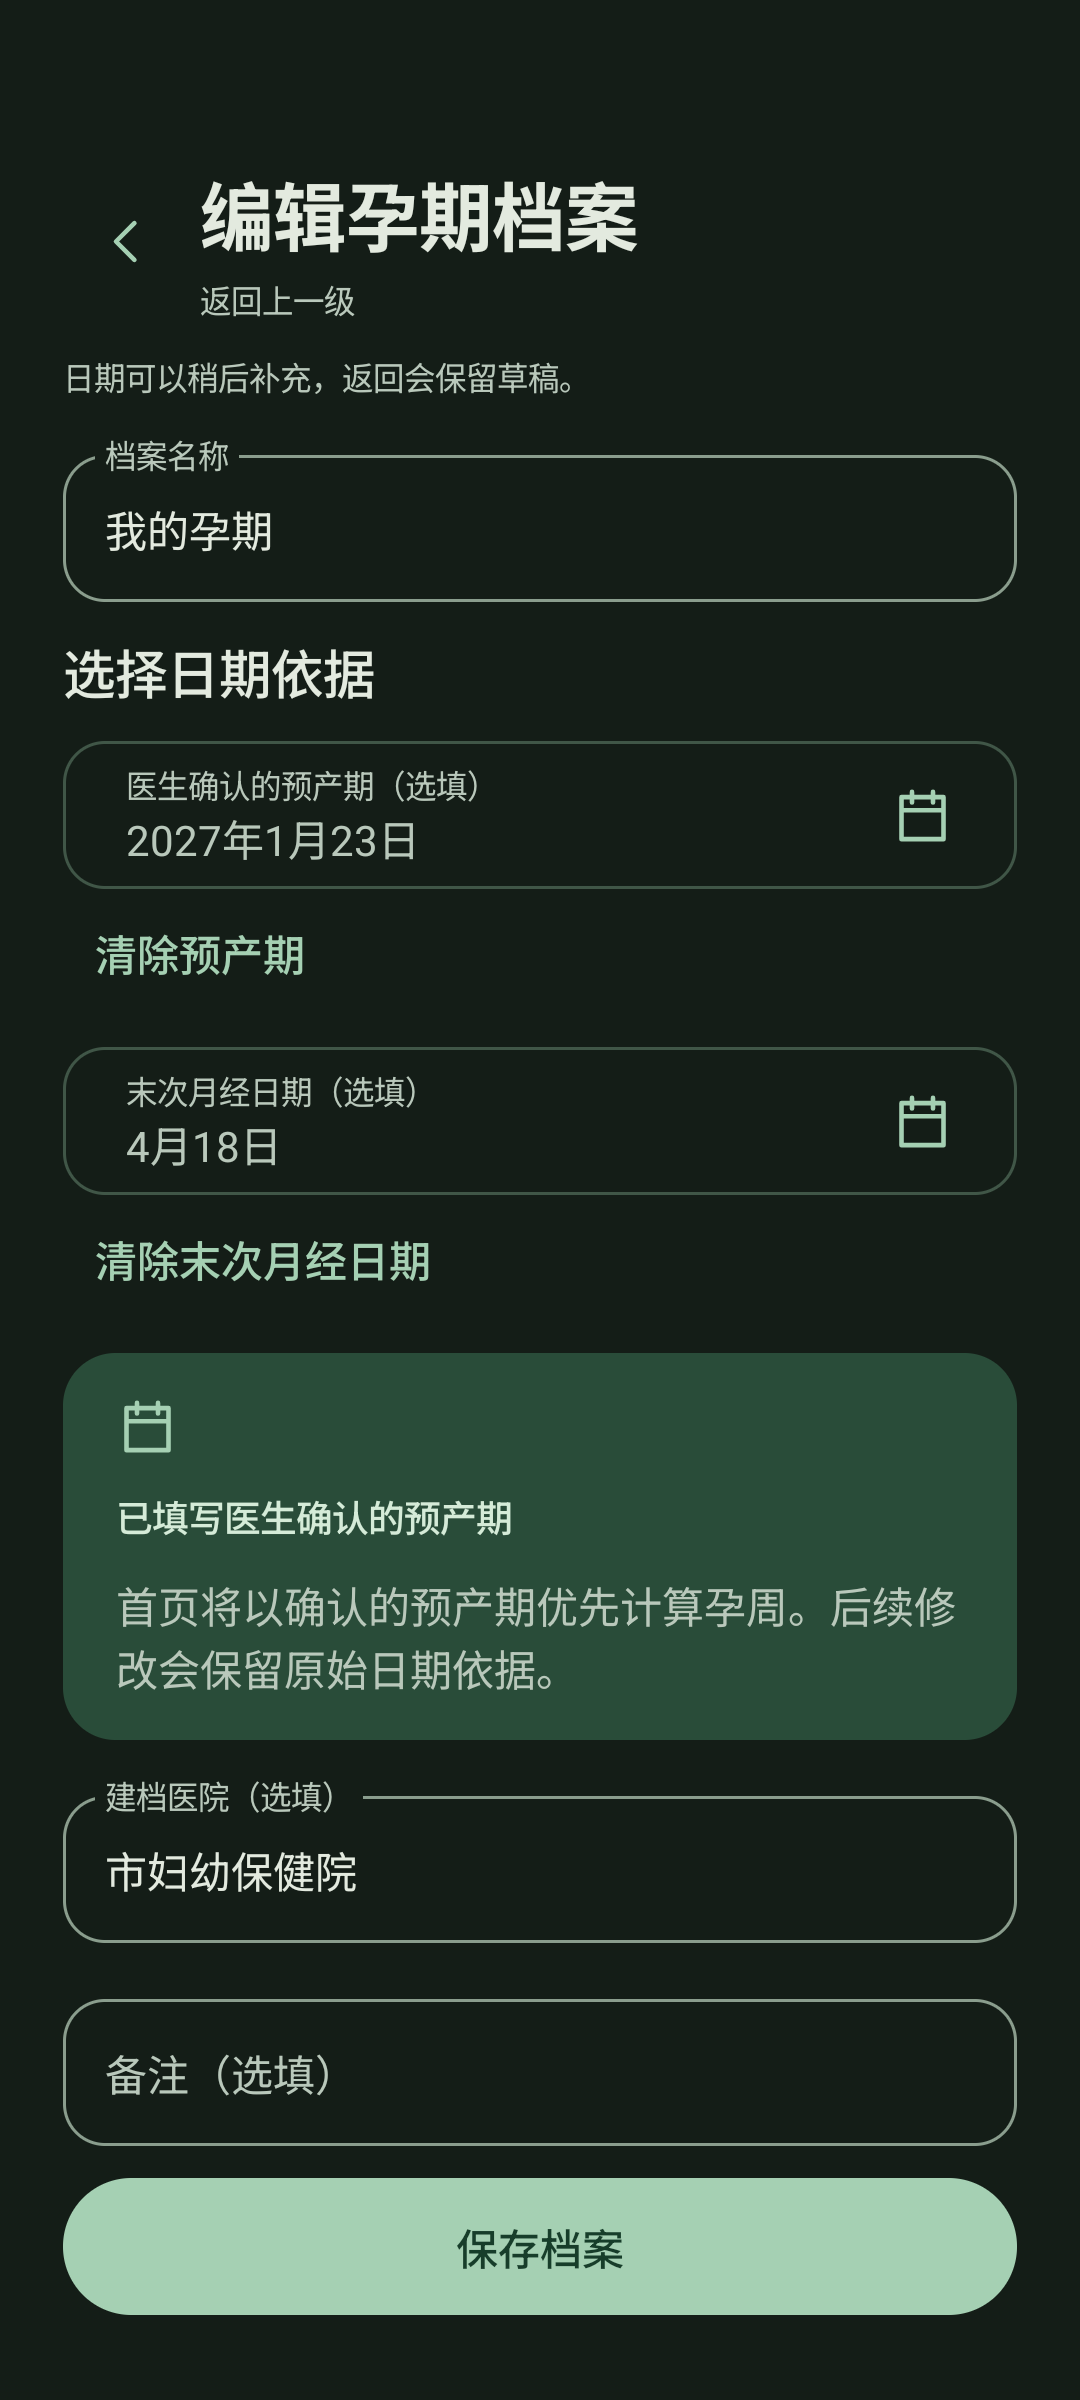 编辑孕期档案
返回上一级
日期可以稍后补充，返回会保留草稿。
档案名称
我的孕期
选择日期依据
医生确认的预产期（选填）
2027年1月23日
清除预产期
末次月经日期（选填）
4月18日
清除末次月经日期
已填写医生确认的预产期
首页将以确认的预产期优先计算孕周。后续修
改会保留原始日期依据。
建档医院（选填）
市妇幼保健院
备注（选填）
保存档案